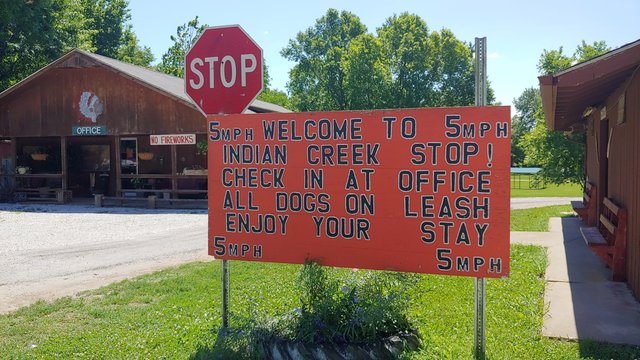 STOP
OFFICE
NO FIREWORKS
5MPH WELCOME TO 5MPH
INDIAN CREEK STOP!
CHECK IN AT OFFICE
ALL DOGS ON LEASH
ENJOY YOUR STAY
5MPH 5MPH